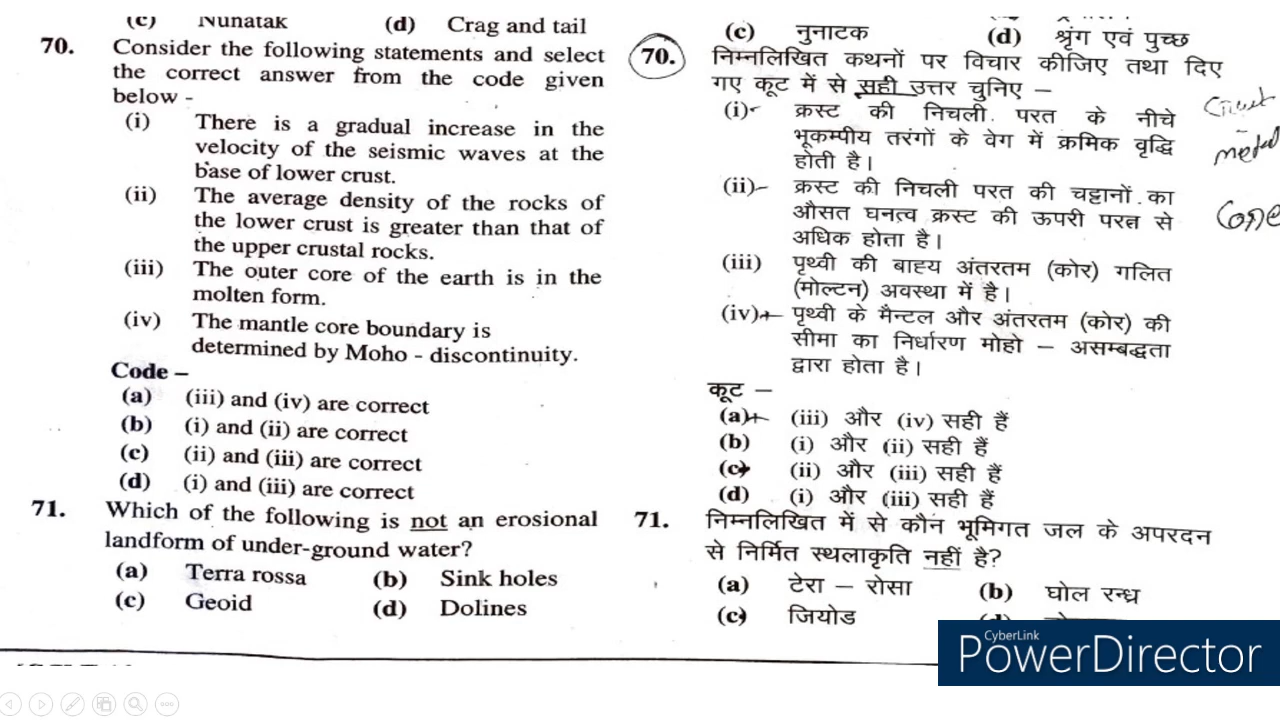 (c) Nunatak (d) Crag and tail
70. Consider the following statements and select
the correct answer from the code given
below -
(i) There is a gradual increase in the
velocity of the seismic waves at the
base of lower crust.
(ii) The average density of the rocks of
the lower crust is greater than that of
the upper crustal rocks.
(iii) The outer core of the earth is in the
molten form.
(iv) The mantle core boundary is
determined by Moho - discontinuity.
Code –
(a) (iii) and (iv) are correct
(b) (i) and (ii) are correct
(c) (ii) and (iii) are correct
(d) (i) and (iii) are correct
71. Which of the following is not an erosional
landform of under-ground water?
(a) Terra rossa (b) Sink holes
(c) Geoid (d) Dolines
(c) नुनाटक (d) श्रृंग एवं पुच्छ
70. निम्नलिखित कथनों पर विचार कीजिए तथा दिए
गए कूट में से सही उत्तर चुनिए –
(i) क्रस्ट की निचली परत के नीचे
भूकम्पीय तरंगों के वेग में क्रमिक वृद्धि
होती है।
(ii) क्रस्ट की निचली परत की चट्टानों का
औसत घनत्व क्रस्ट की ऊपरी परत से
अधिक होता है।
(iii) पृथ्वी की बाह्य अंतरतम (कोर) गलित
(मोल्टन) अवस्था में है।
(iv) पृथ्वी के मैन्टल और अंतरतम (कोर) की
सीमा का निर्धारण मोहो – असम्बद्धता
द्वारा होता है।
कूट –
(a) (iii) और (iv) सही हैं
(b) (i) और (ii) सही हैं
(c) (ii) और (iii) सही हैं
(d) (i) और (iii) सही हैं
71. निम्नलिखित में से कौन भूमिगत जल के अपरदन
से निर्मित स्थलाकृति नहीं है?
(a) टेरा – रोसा (b) घोल रन्ध्र
(c) जियोड
Crust
Core
CyberLink
PowerDirector